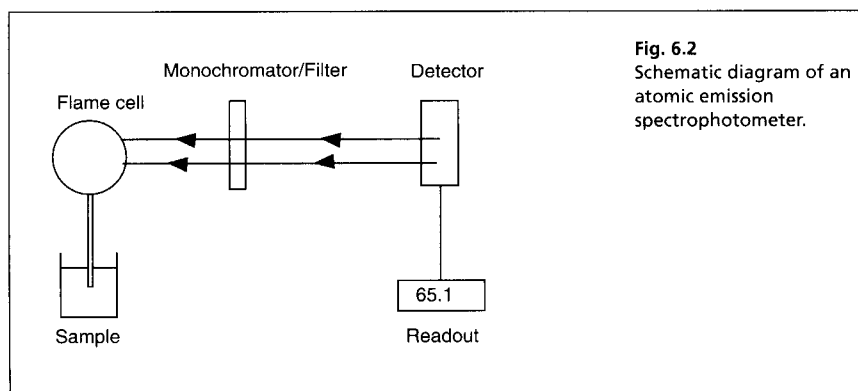 Fig. 6.2
Schematic diagram of an
atomic emission
spectrophotometer.
Monochromator/Filter
Detector
Flame cell
65.1
Sample
Readout